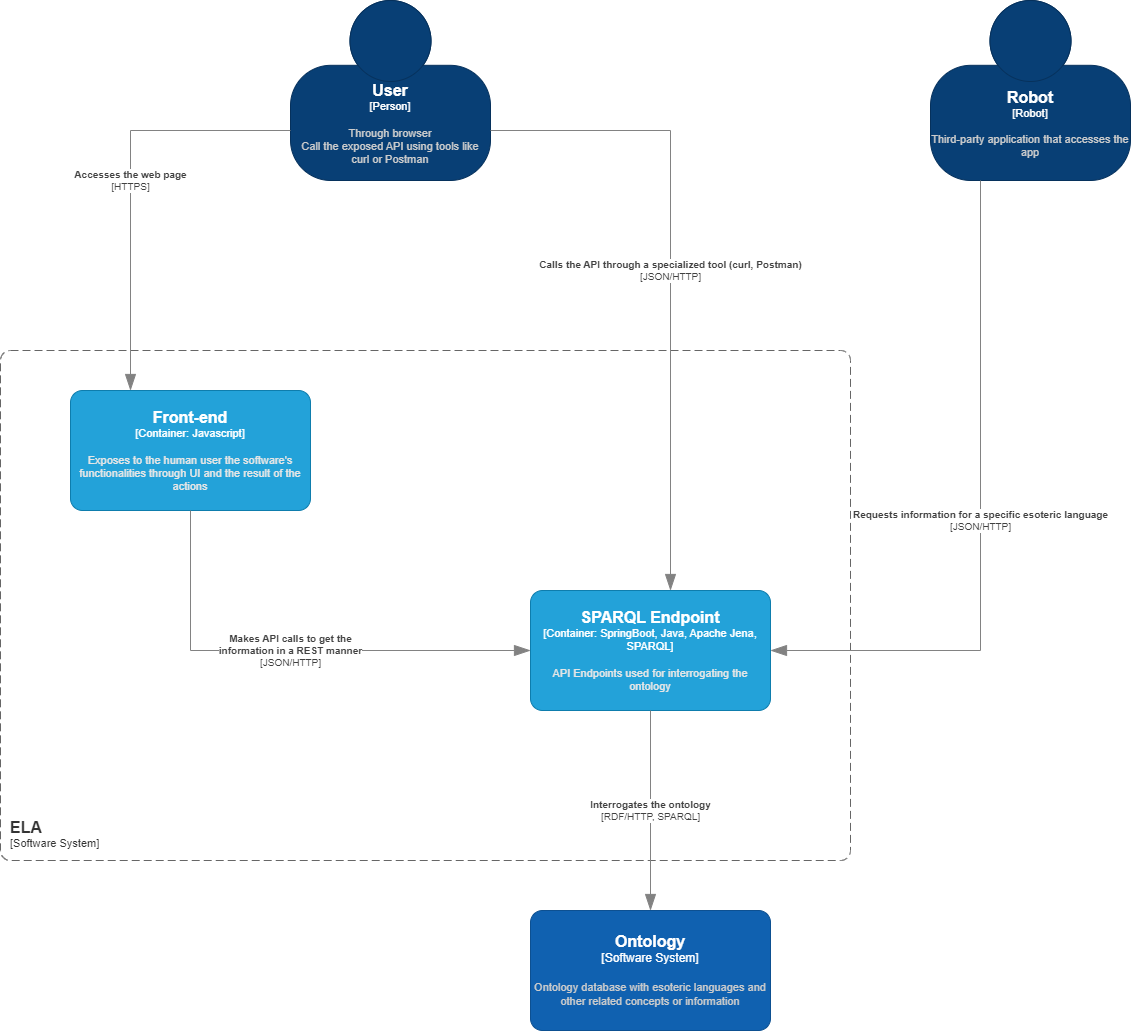 User
[Person]
Through browser
Call the exposed API using tools like
curl or Postman
Robot
[Robot]
Third-party application that accesses the
app
Accesses the web page
[HTTPS]
Calls the API through a specialized tool (curl, Postman)
[JSON/HTTP]
Front-end
[Container: Javascript]
Exposes to the human user the software's
functionalities through UI and the result of the
actions
Requests information for a specific esoteric language
[JSON/HTTP]
SPARQL Endpoint
[Container: SpringBoot, Java, Apache Jena,
SPARQL]
API Endpoints used for interrogating the
ontology
Makes API calls to get the
information in a REST manner
[JSON/HTTP]
Interrogates the ontology
[RDF/HTTP, SPARQL]
ELA
[Software System]
Ontology
[Software System]
Ontology database with esoteric languages and
other related concepts or information